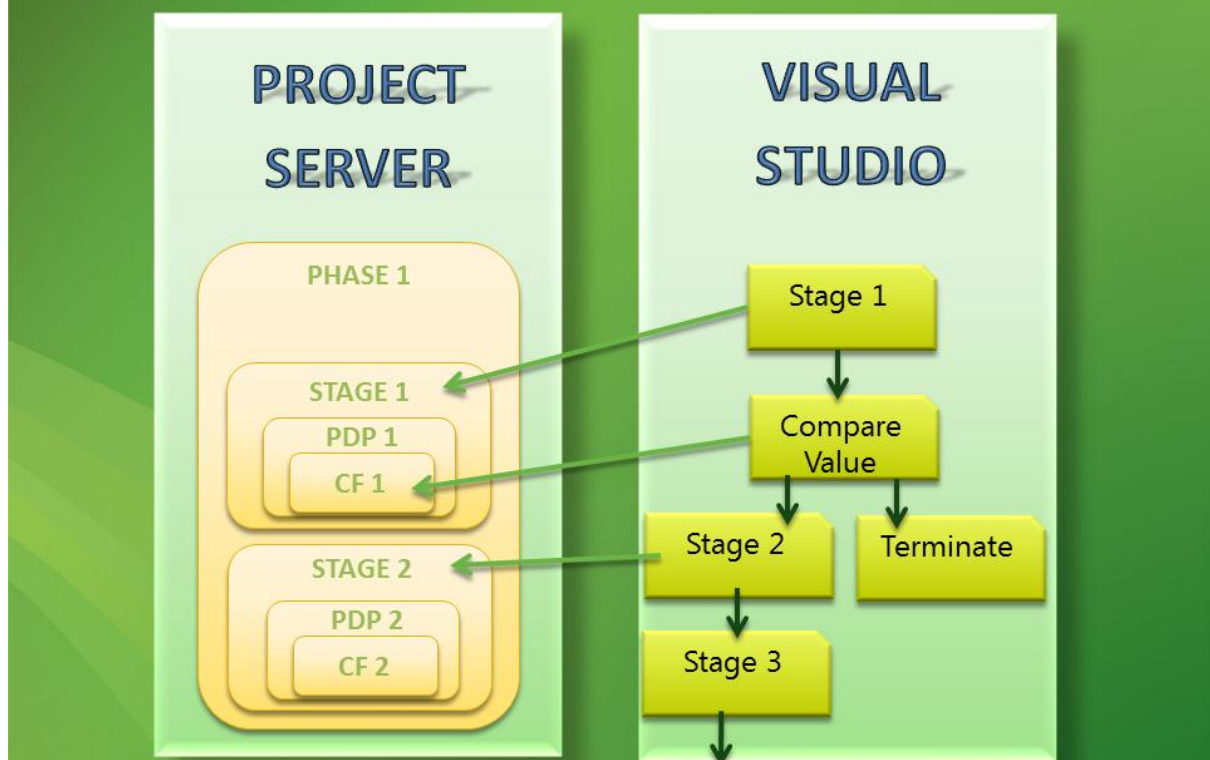 PROJECT
SERVER
PHASE 1
STAGE 1
PDP 1
CF 1
STAGE 2
PDP 2
CF 2
VISUAL
STUDIO
Stage 1
Compare
Value
Stage 2
Terminate
Stage 3